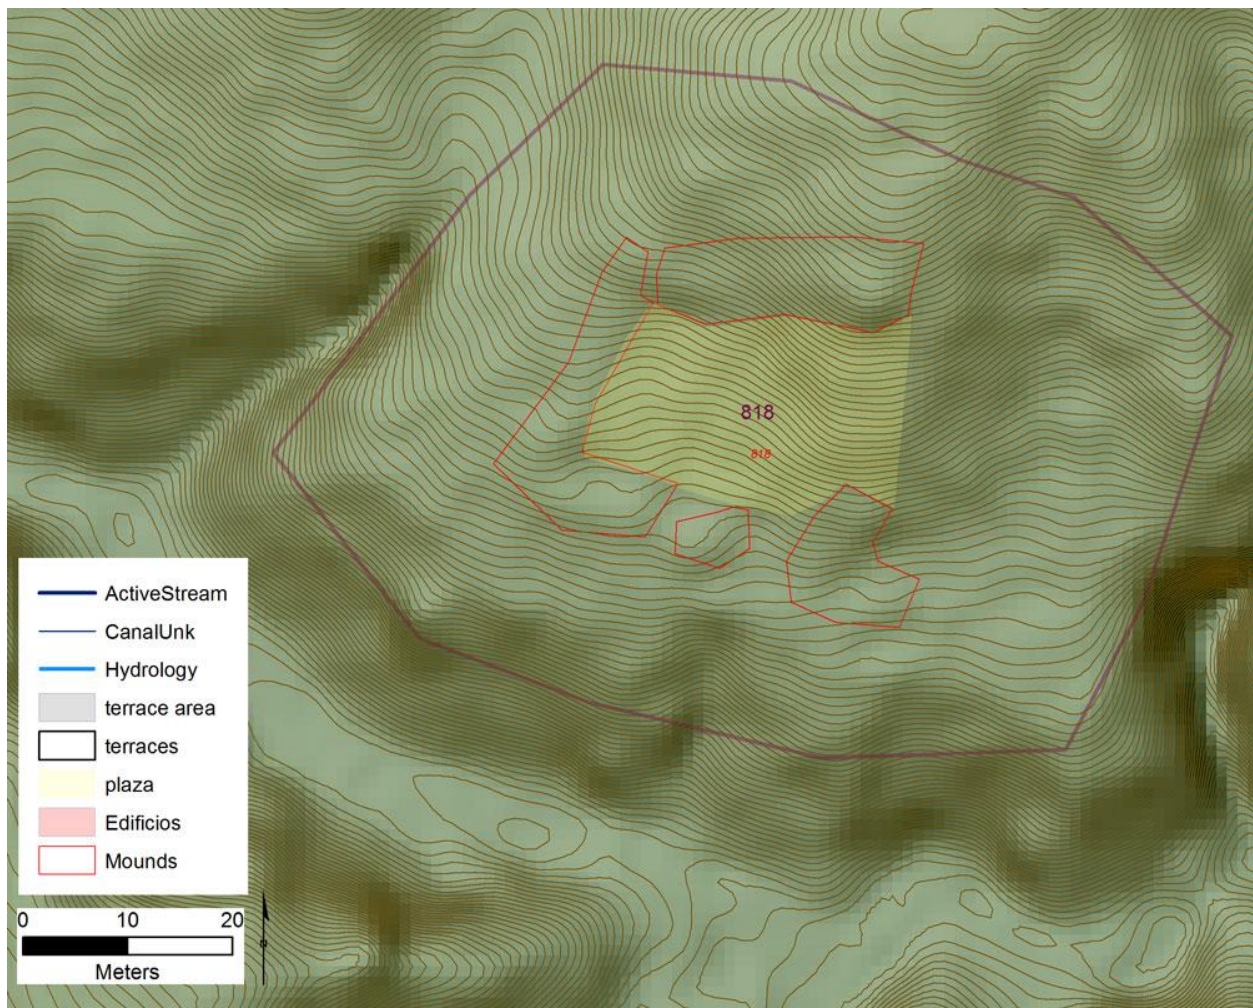 818
818
ActiveStream
CanalUnk
Hydrology
terrace area
terraces
plaza
Edificios
Mounds
0 10 20
Meters